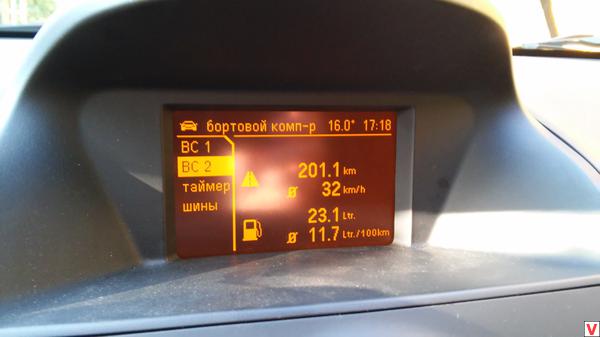 бортовой комп-р 16.0° 17:18
ВС 1
ВС 2
таймер
шины
201.1 km
ø 32 km/h
23.1 Ltr.
ø 11.7 Ltr./100km
V